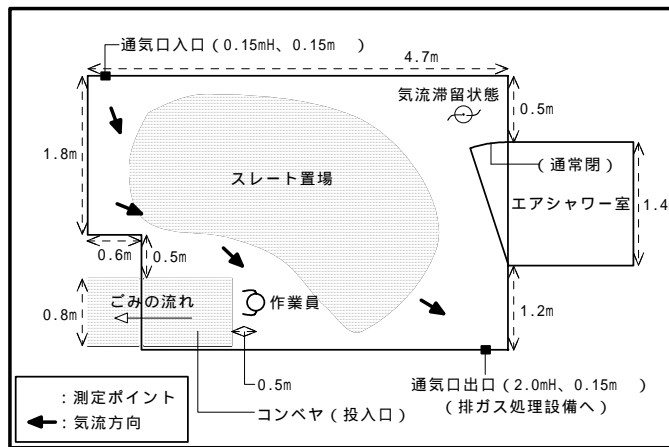 通気口入口(0.15mH、0.15m )
4.7m
気流滞留状態
0.5m
1.8m
スレート置場
(通常閉)
エアシャワー室
1.4
0.6m
0.5m
ごみの流れ
作業員
0.8m
1.2m
0.5m
:測定ポイント
:気流方向
コンベヤ(投入口)
通気口出口(2.0mH、0.15m )
(排ガス処理設備へ)